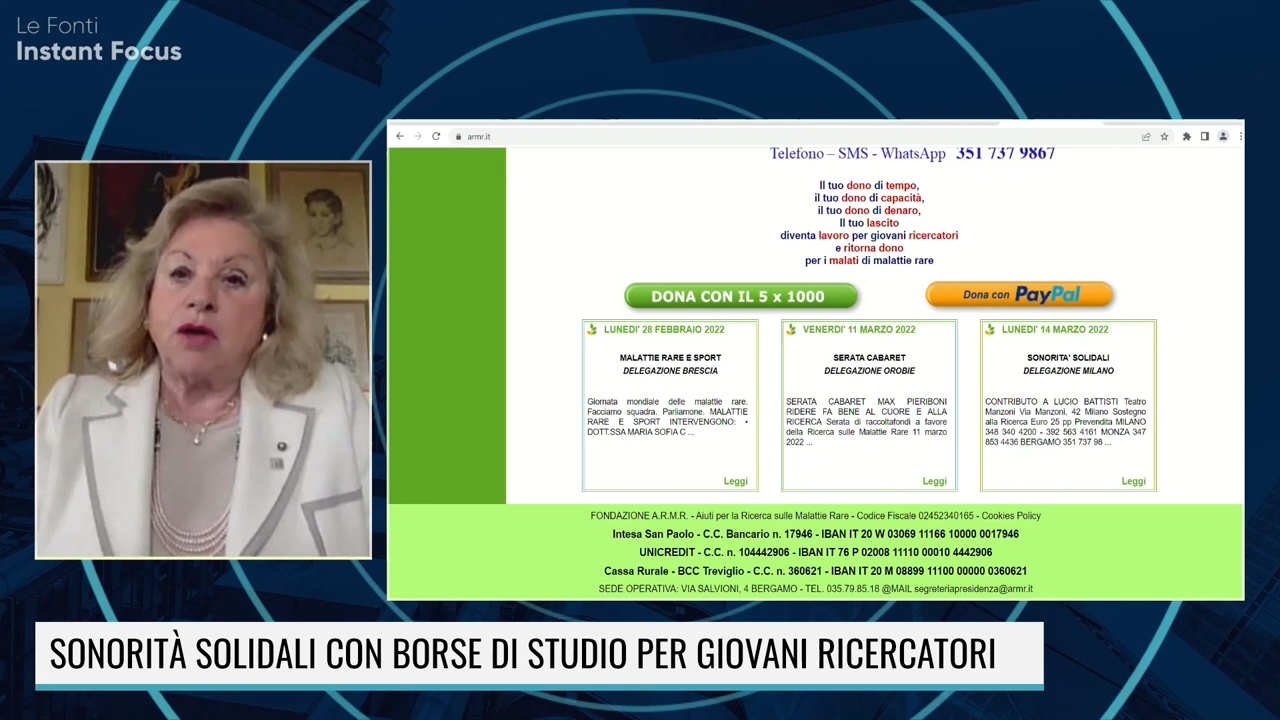 Le Fonti
Instant Focus
armr.it
Telefono – SMS - WhatsApp 351 737 9867
Il tuo dono di tempo,
il tuo dono di capacità,
il tuo dono di denaro,
Il tuo lascito
diventa lavoro per giovani ricercatori
e ritorna dono
per i malati di malattie rare
DONA CON IL 5 x 1000
Dona con PayPal
LUNEDI' 28 FEBBRAIO 2022
MALATTIE RARE E SPORT
DELEGAZIONE BRESCIA
Giornata mondiale delle malattie rare.
Facciamo squadra. Parliamone. MALATTIE
RARE E SPORT INTERVENGONO: •
DOTT.SSA MARIA SOFIA C ...
Leggi
VENERDI' 11 MARZO 2022
SERATA CABARET
DELEGAZIONE OROBIE
SERATA CABARET MAX PIERIBONI
RIDERE FA BENE AL CUORE E ALLA
RICERCA Serata di raccoltafondi a favore
della Ricerca sulle Malattie Rare 11 marzo
2022 ...
Leggi
LUNEDI' 14 MARZO 2022
SONORITA' SOLIDALI
DELEGAZIONE MILANO
CONTRIBUTO A LUCIO BATTISTI Teatro
Manzoni Via Manzoni, 42 Milano Sostegno
alla Ricerca Euro 25 pp Prevendita MILANO
348 340 4200 - 392 563 4161 MONZA 347
853 4436 BERGAMO 351 737 98 ...
Leggi
FONDAZIONE A.R.M.R. - Aiuti per la Ricerca sulle Malattie Rare - Codice Fiscale 02452340165 - Cookies Policy
Intesa San Paolo - C.C. Bancario n. 17946 - IBAN IT 20 W 03069 11166 10000 0017946
UNICREDIT - C.C. n. 104442906 - IBAN IT 76 P 02008 11110 00010 4442906
Cassa Rurale - BCC Treviglio - C.C. n. 360621 - IBAN IT 20 M 08899 11100 00000 0360621
SEDE OPERATIVA: VIA SALVIONI, 4 BERGAMO - TEL. 035.79.85.18 @MAIL segreteriapresidenza@armr.it
SONORITÀ SOLIDALI CON BORSE DI STUDIO PER GIOVANI RICERCATORI